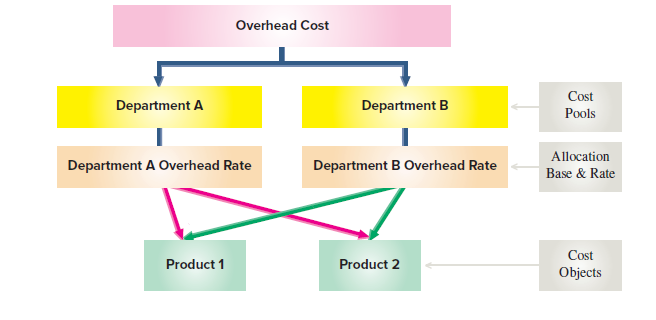 Overhead Cost
Department A
Department B
Cost
Pools
Department A Overhead Rate
Department B Overhead Rate
Allocation
Base & Rate
Product 1
Product 2
Cost
Objects